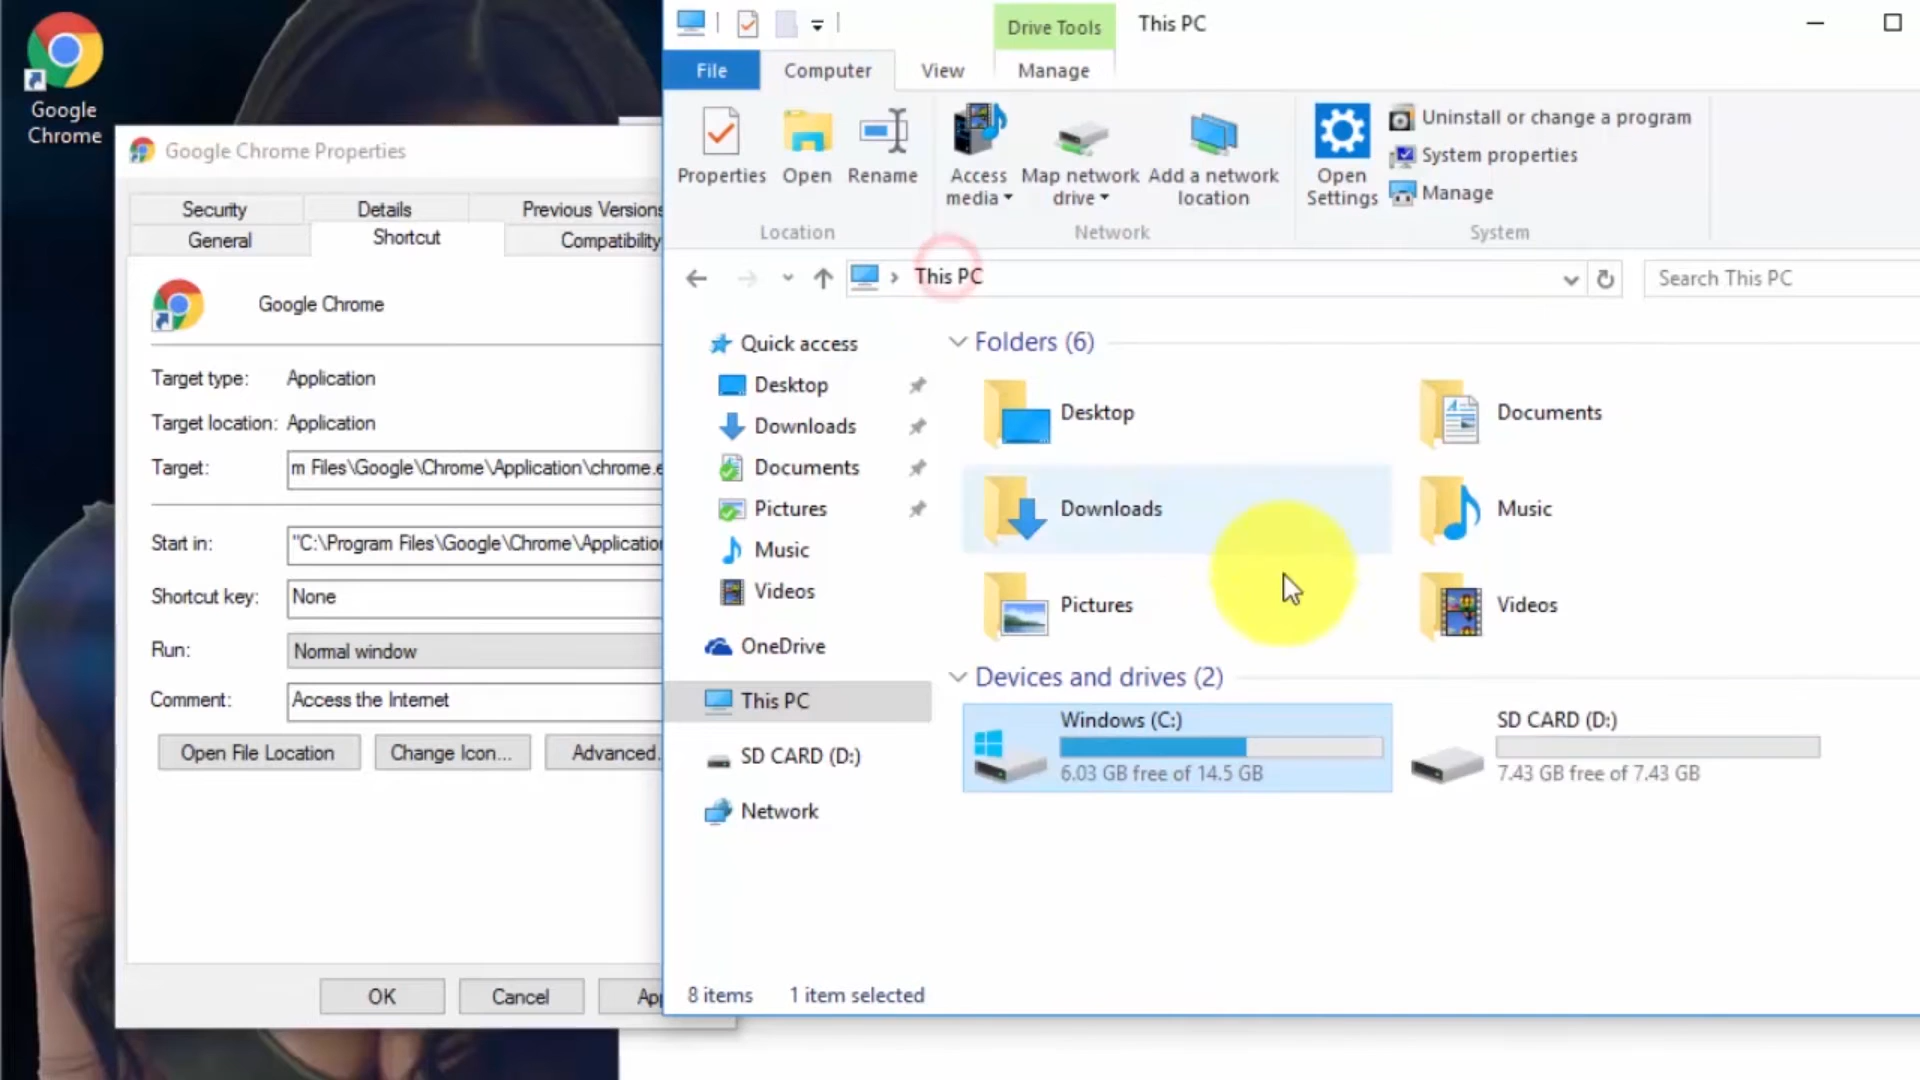 Google
Chrome
Google Chrome Properties
Security
Details
Previous Versions
General
Shortcut
Compatibility
Google Chrome
Target type:
Application
Target location:
Application
Target:
m Files\Google\Chrome\Application\chrome.e
Start in:
"C:\Program Files\Google\Chrome\Application
Shortcut key:
None
Run:
Normal window
Comment:
Access the Internet
Open File Location
Change Icon...
Advanced.
OK
Cancel
App
Drive Tools
This PC
File
Computer
View
Manage
Properties
Open
Rename
Access
media
Map network
drive
Add a network
location
Open
Settings
Uninstall or change a program
System properties
Manage
Location
Network
System
This PC
Search This PC
Quick access
Desktop
Downloads
Documents
Pictures
Music
Videos
OneDrive
This PC
SD CARD (D:)
Network
Folders (6)
Desktop
Documents
Downloads
Music
Pictures
Videos
Devices and drives (2)
Windows (C:)
6.03 GB free of 14.5 GB
SD CARD (D:)
7.43 GB free of 7.43 GB
8 items
1 item selected